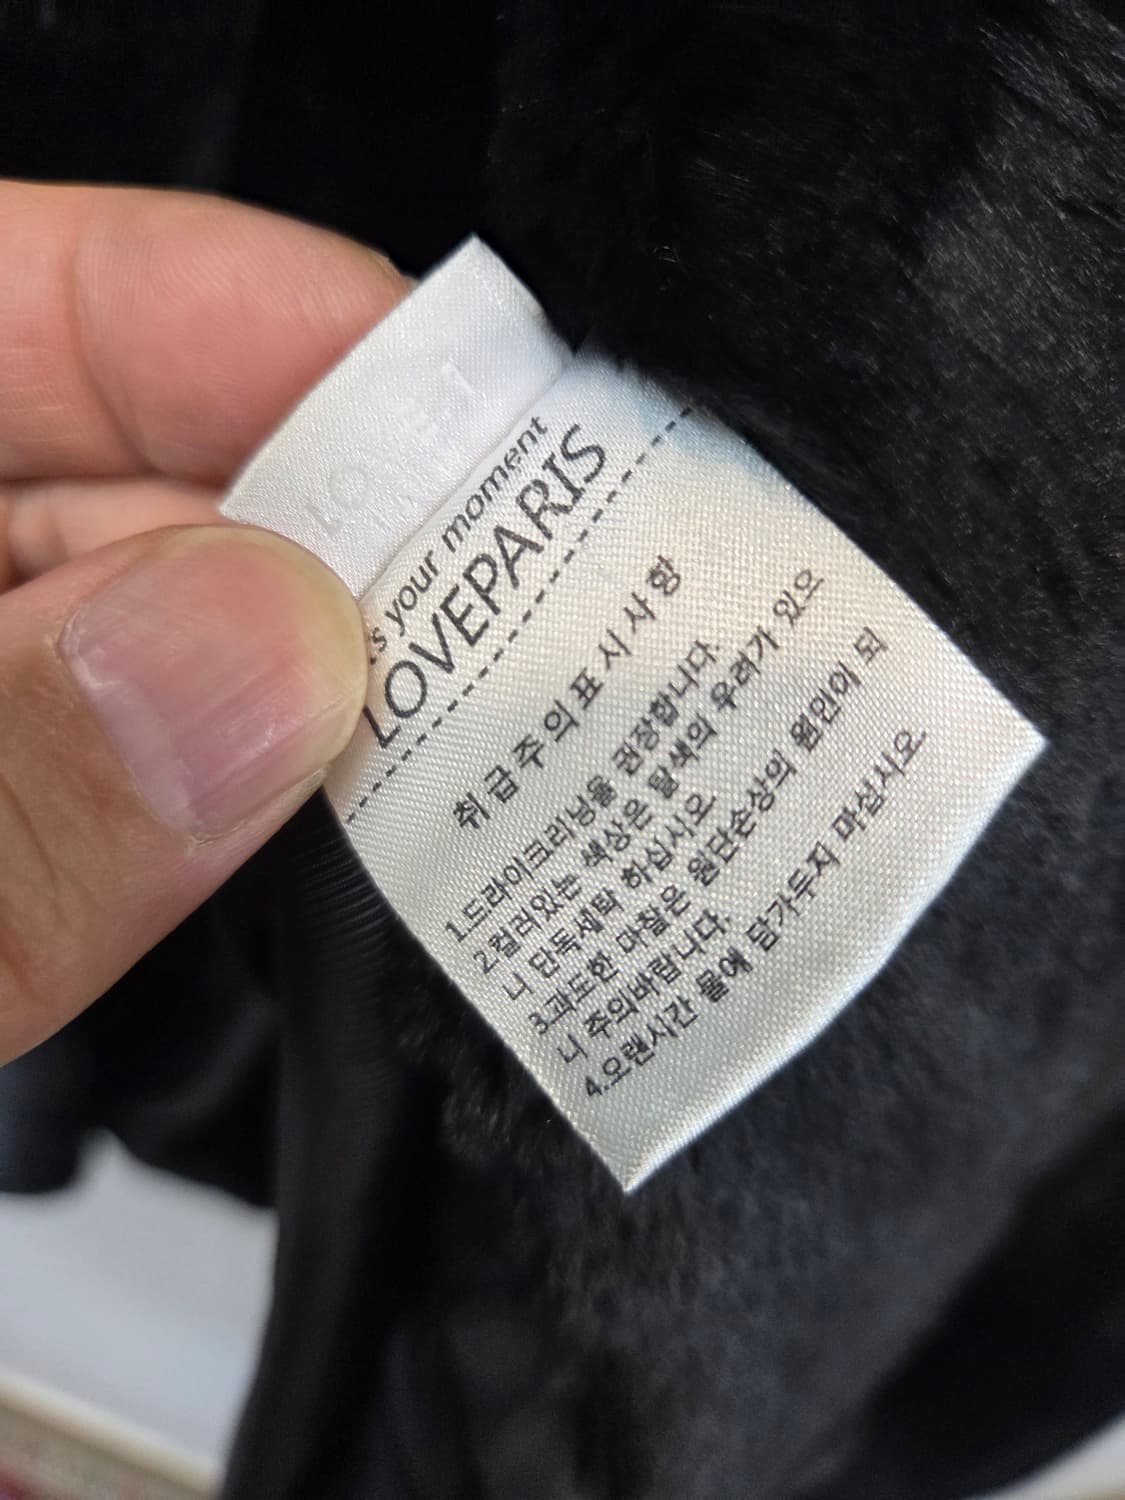 s your moment
LOVEPARIS
취급주의표시사항
1.드라이크리닝을 권장합니다.
2.컬러있는 색상은 탈색의 우려가 있으
니 단독세탁 하십시오.
3.과도한 마찰은 원단손상의 원인이 되
니 주의바랍니다.
4.오랜시간 물에 담가두지 마십시오.